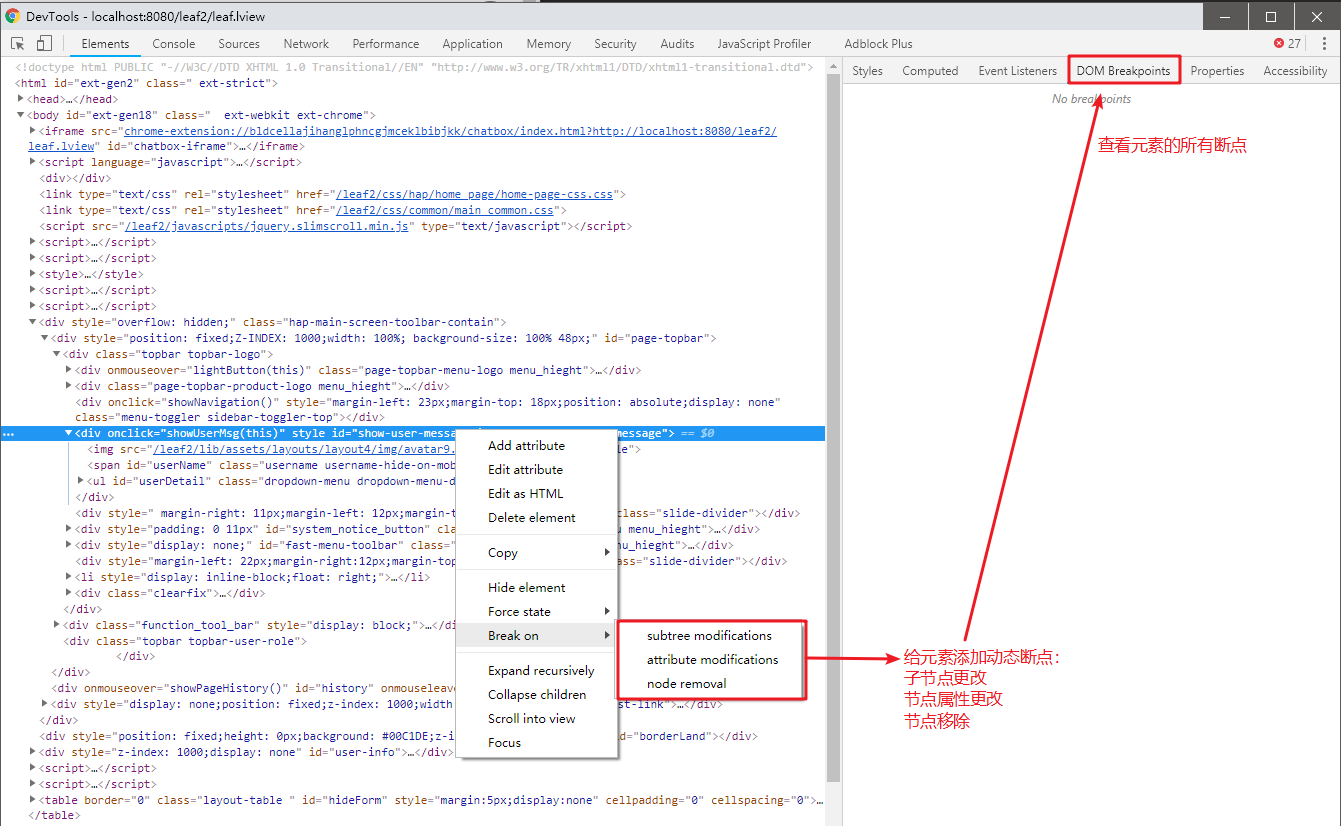 DevTools - localhost:8080/leaf2/leaf.lview
Elements Console Sources Network Performance Application Memory Security Audits JavaScript Profiler Adblock Plus 27
Styles Computed Event Listeners DOM Breakpoints Properties Accessibility
No breakpoints
查看元素的所有断点
<!doctype html PUBLIC "-//W3C//DTD XHTML 1.0 Transitional//EN" "http://www.w3.org/TR/xhtml1/DTD/xhtml1-transitional.dtd">
<html id="ext-gen2" class=" ext-strict">
<head>…</head>
<body id="ext-gen18" class="  ext-webkit ext-chrome">
<iframe src="chrome-extension://bldcellajihanglphncgjmceklbibjkk/chatbox/index.html?http://localhost:8080/leaf2/
leaf.lview" id="chatbox-iframe">…</iframe>
<script language="javascript">…</script>
<div></div>
<link type="text/css" rel="stylesheet" href="/leaf2/css/hap/home_page/home-page-css.css">
<link type="text/css" rel="stylesheet" href="/leaf2/css/common/main_common.css">
<script src="/leaf2/javascripts/jquery.slimscroll.min.js" type="text/javascript"></script>
<script>…</script>
<script>…</script>
<style>…</style>
<script>…</script>
<script>…</script>
<div style="overflow: hidden;" class="hap-main-screen-toolbar-contain">
<div style="position: fixed;Z-INDEX: 1000;width: 100%; background-size: 100% 48px;" id="page-topbar">
<div class="topbar topbar-logo">
<div onmouseover="lightButton(this)" class="page-topbar-menu-logo menu_hieght">…</div>
<div class="page-topbar-product-logo menu_hieght">…</div>
<div onclick="showNavigation()" style="margin-left: 23px;margin-top: 18px;position: absolute;display: none"
class="menu-toggler sidebar-toggler-top"></div>
… <div onclick="showUserMsg(this)" style id="show-user-messa message"> == $0
<img src="/leaf2/lib/assets/layouts/layout4/img/avatar9. le">
<span id="userName" class="username username-hide-on-mob
<ul id="userDetail" class="dropdown-menu dropdown-menu-d
</div>
<div style=" margin-right: 11px;margin-left: 12px;margin-t class="slide-divider"></div>
<div style="padding: 0 11px" id="system_notice_button" cla u menu_hieght">…</div>
<div style="display: none;" id="fast-menu-toolbar" class=" nu_hieght">…</div>
<div style="margin-left: 22px;margin-right:12px;margin-top ass="slide-divider"></div>
<li style="display: inline-block;float: right;">…</li>
<div class="clearfix">…</div>
</div>
<div class="function_tool_bar" style="display: block;">…</di
<div class="topbar topbar-user-role">
</div>
</div>
<div onmouseover="showPageHistory()" id="history" onmouseleav
<div style="display: none;position: fixed;z-index: 1000;width st-link">…</div>
</div>
<div style="position: fixed;height: 0px;background: #00C1DE;z-i d="borderLand"></div>
<div style="z-index: 1000;display: none" id="user-info">…</div>
<script>…</script>
<script>…</script>
<table border="0" class="layout-table " id="hideForm" style="margin:5px;display:none" cellpadding="0" cellspacing="0">…
</table>
Add attribute
Edit attribute
Edit as HTML
Delete element
Copy
Hide element
Force state
Break on
Expand recursively
Collapse children
Scroll into view
Focus
subtree modifications
attribute modifications
node removal
给元素添加动态断点：
子节点更改
节点属性更改
节点移除